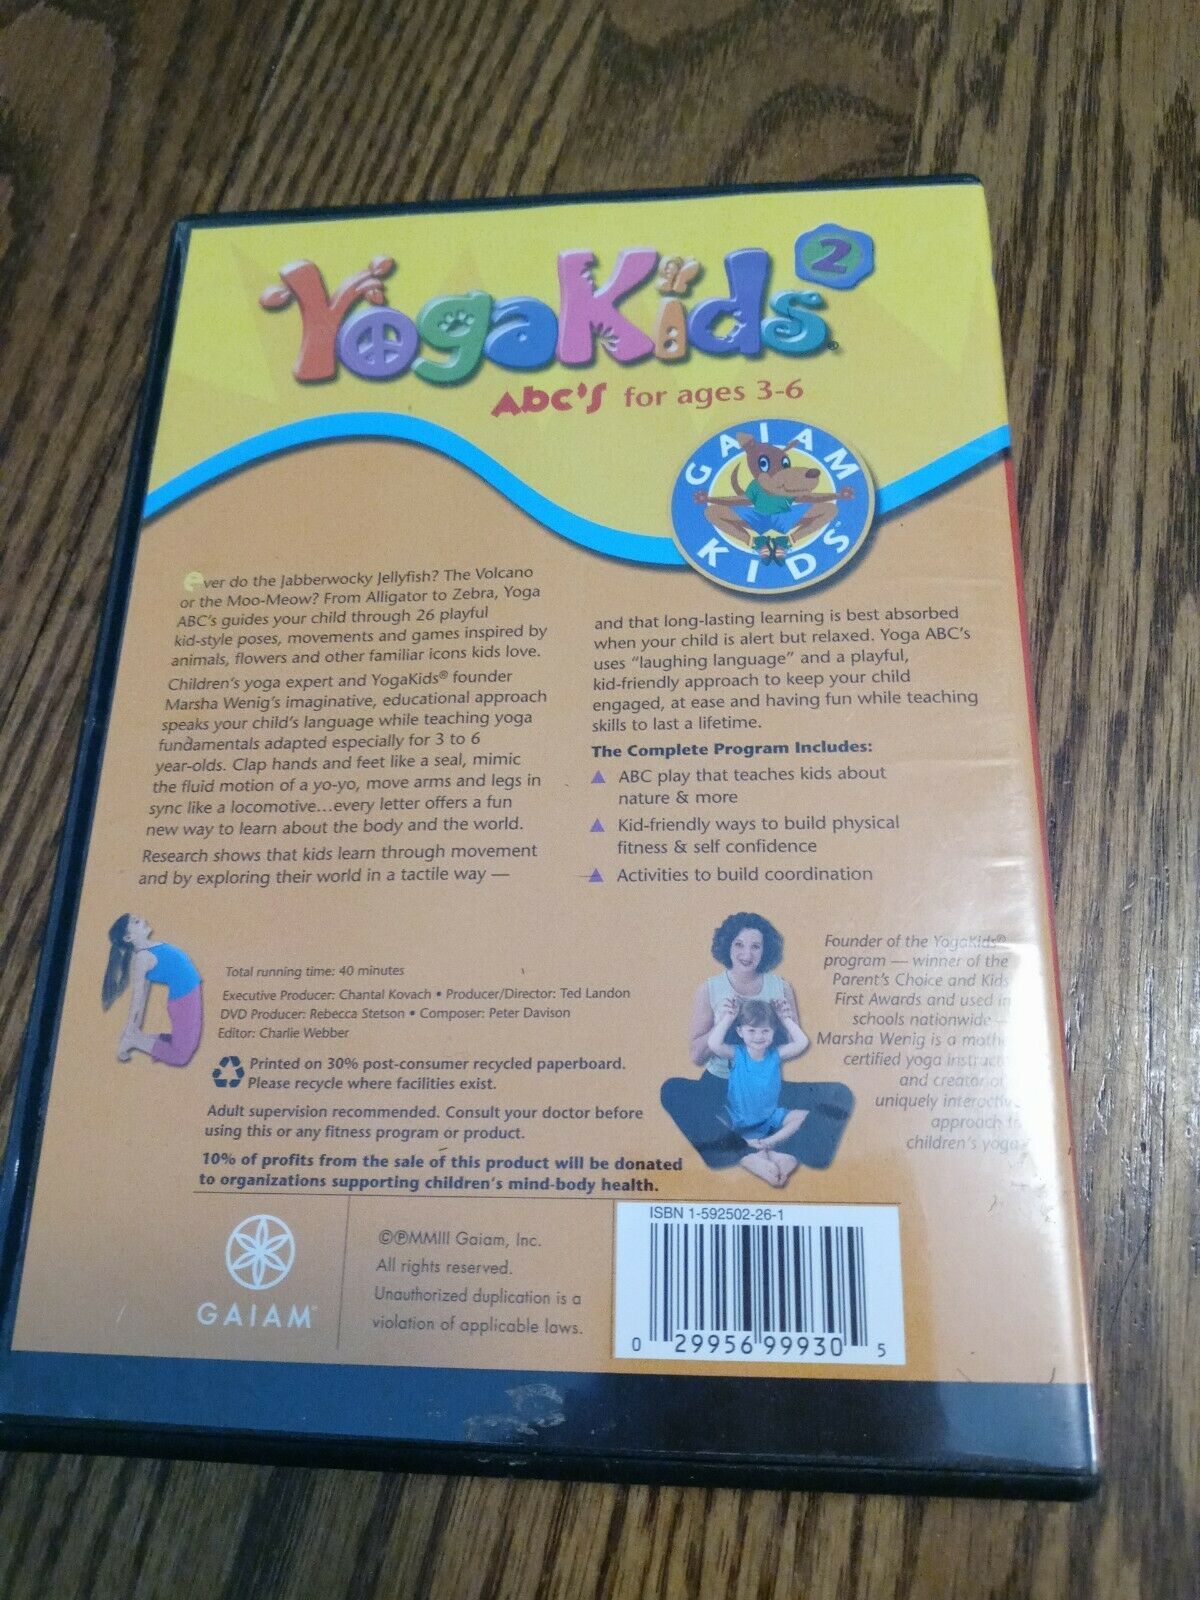 YogaKids® 2
Abc's for ages 3-6
GAIAM
KIDS®
ever do the Jabberwocky Jellyfish? The Volcano
or the Moo-Meow? From Alligator to Zebra, Yoga
ABC's guides your child through 26 playful
kid-style poses, movements and games inspired by
animals, flowers and other familiar icons kids love.
Children's yoga expert and YogaKids® founder
Marsha Wenig's imaginative, educational approach
speaks your child's language while teaching yoga
fundamentals adapted especially for 3 to 6
year-olds. Clap hands and feet like a seal, mimic
the fluid motion of a yo-yo, move arms and legs in
sync like a locomotive...every letter offers a fun
new way to learn about the body and the world.
Research shows that kids learn through movement
and by exploring their world in a tactile way —
and that long-lasting learning is best absorbed
when your child is alert but relaxed. Yoga ABC's
uses "laughing language" and a playful,
kid-friendly approach to keep your child
engaged, at ease and having fun while teaching
skills to last a lifetime.
The Complete Program Includes:
▲ ABC play that teaches kids about
nature & more
▲ Kid-friendly ways to build physical
fitness & self confidence
▲ Activities to build coordination
Total running time: 40 minutes
Executive Producer: Chantal Kovach • Producer/Director: Ted Landon
DVD Producer: Rebecca Stetson • Composer: Peter Davison
Editor: Charlie Webber
Printed on 30% post-consumer recycled paperboard.
Please recycle where facilities exist.
Adult supervision recommended. Consult your doctor before
using this or any fitness program or product.
10% of profits from the sale of this product will be donated
to organizations supporting children's mind-body health.
Founder of the YogaKids®
program — winner of the
Parent's Choice and Kids
First Awards and used in
schools nationwide —
Marsha Wenig is a
certified yoga
and creator of
uniquely
approach to
children's yoga
GAIAM™
©℗MMIII Gaiam, Inc.
All rights reserved.
Unauthorized duplication is a
violation of applicable laws.
ISBN 1-592502-26-1
0 29956 99930 5